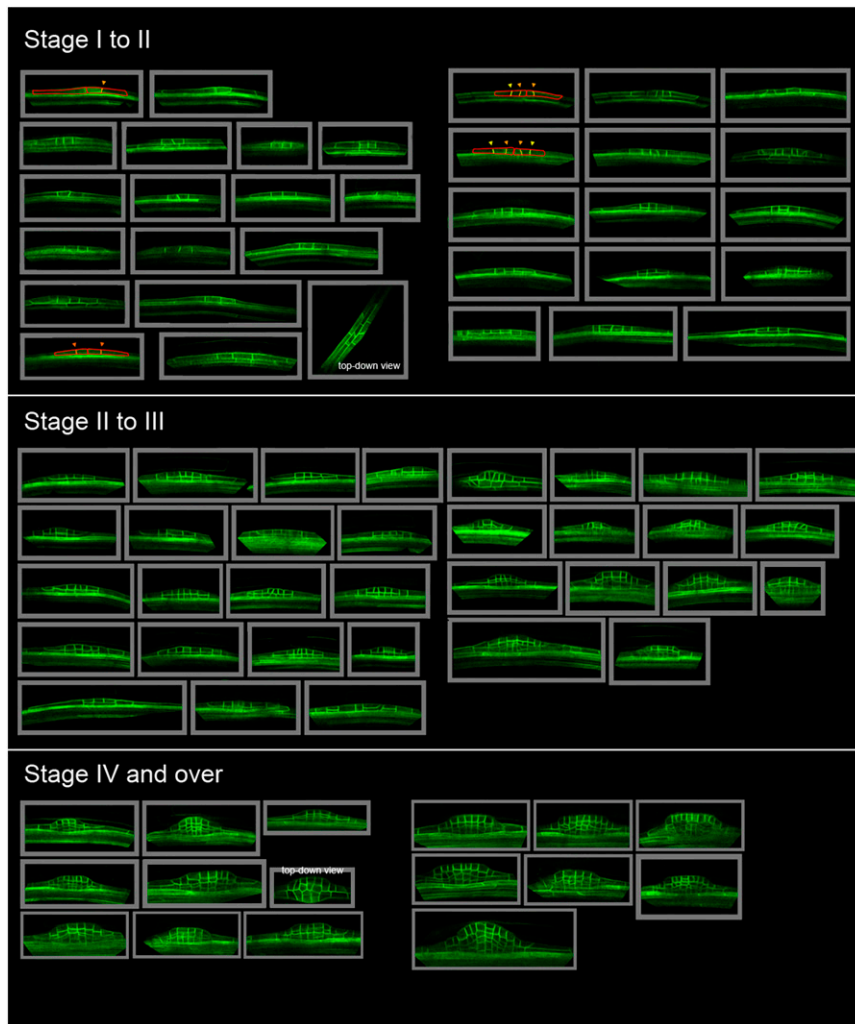 Stage I to II
top-down view
Stage II to III
Stage IV and over
top-down view